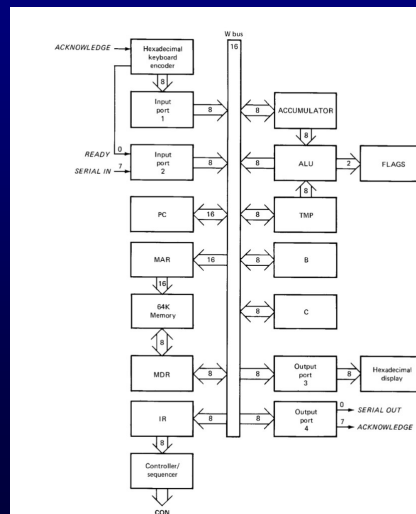 W bus
16
ACKNOWLEDGE
Hexadecimal
keyboard
encoder
8
Input
port
1
8
8
ACCUMULATOR
8
READY
0
SERIAL IN
7
Input
port
2
8
8
ALU
2
FLAGS
8
PC
16
8
TMP
MAR
16
8
B
16
64K
Memory
8
C
8
MDR
8
8
Output
port
3
8
Hexadecimal
display
IR
8
8
Output
port
4
0
SERIAL OUT
7
ACKNOWLEDGE
8
Controller/
sequencer
CON